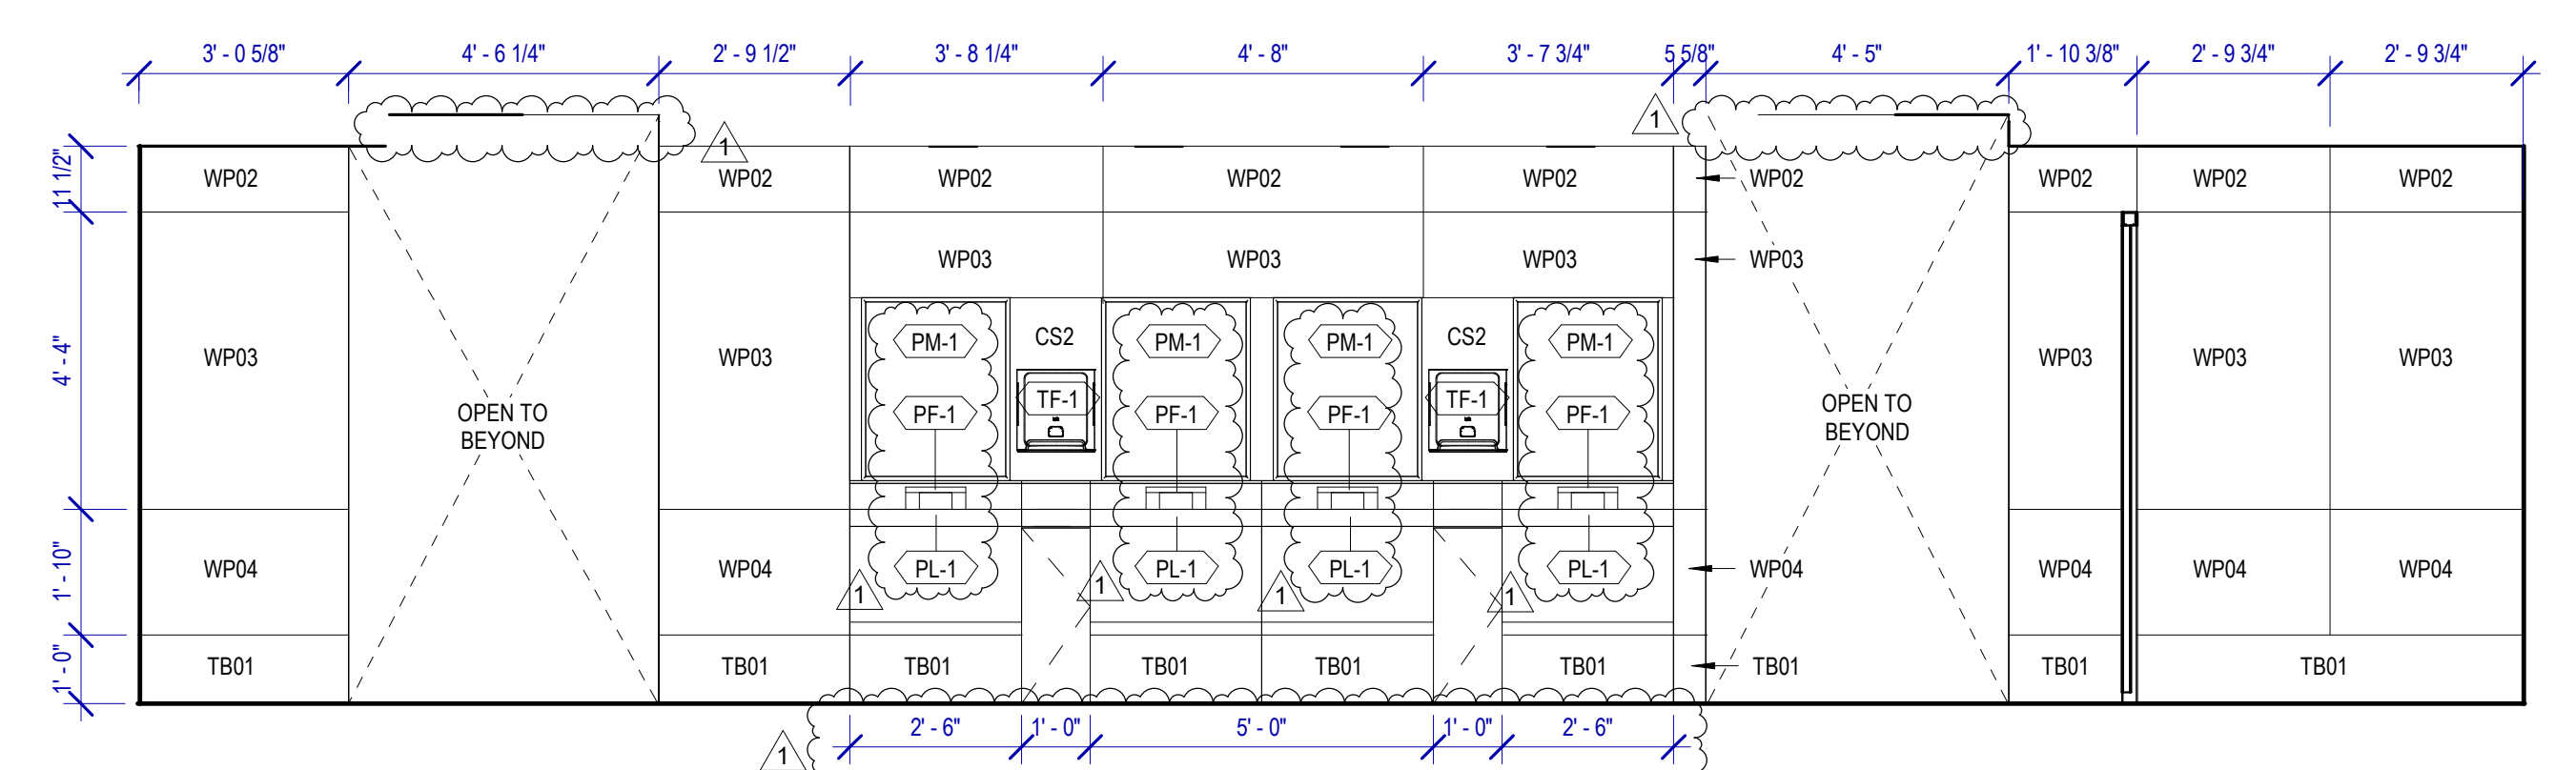 3' - 0 5/8" 4' - 6 1/4" 2' - 9 1/2" 3' - 8 1/4" 4' - 8" 3' - 7 3/4" 5 5/8" 4' - 5" 1' - 10 3/8" 2' - 9 3/4" 2' - 9 3/4"
1 1
11 1/2" WP02 WP02 WP02 WP02 WP02 WP02 WP02 WP02 WP02
WP03 WP03 WP03 WP03
4' - 4" WP03 WP03 PM-1 CS2 PM-1 PM-1 CS2 PM-1 WP03 WP03 WP03
PF-1 TF-1 PF-1 PF-1 TF-1 PF-1
OPEN TO OPEN TO
BEYOND BEYOND
1' - 10" WP04 WP04 PL-1 PL-1 PL-1 PL-1 WP04 WP04 WP04 WP04
1 1 1 1
1' - 0" TB01 TB01 TB01 TB01 TB01 TB01 TB01 TB01 TB01
2' - 6" 1' - 0" 5' - 0" 1' - 0" 2' - 6"
1